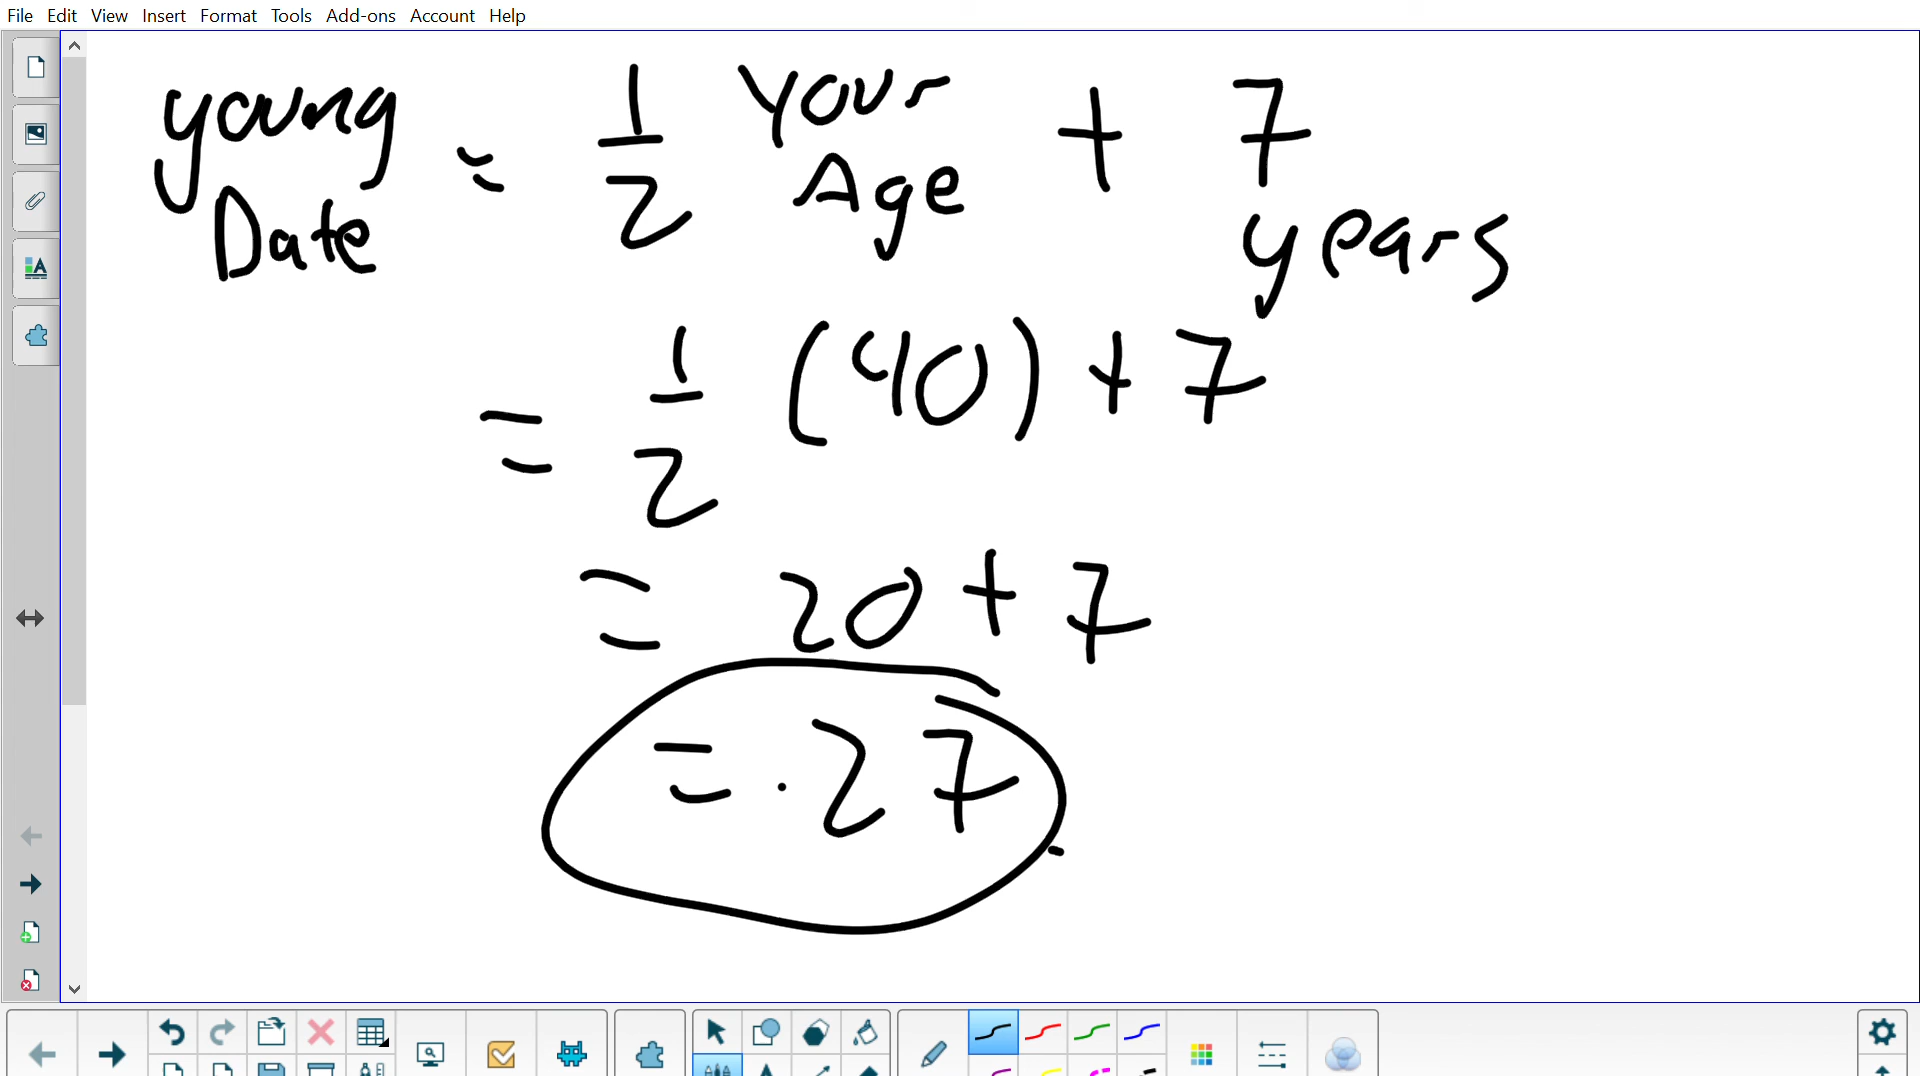 File Edit View Insert Format Tools Add-ons Account Help
young Date = 1/2 Your Age + 7 years
= 1/2 (40) + 7
= 20 + 7
= 27